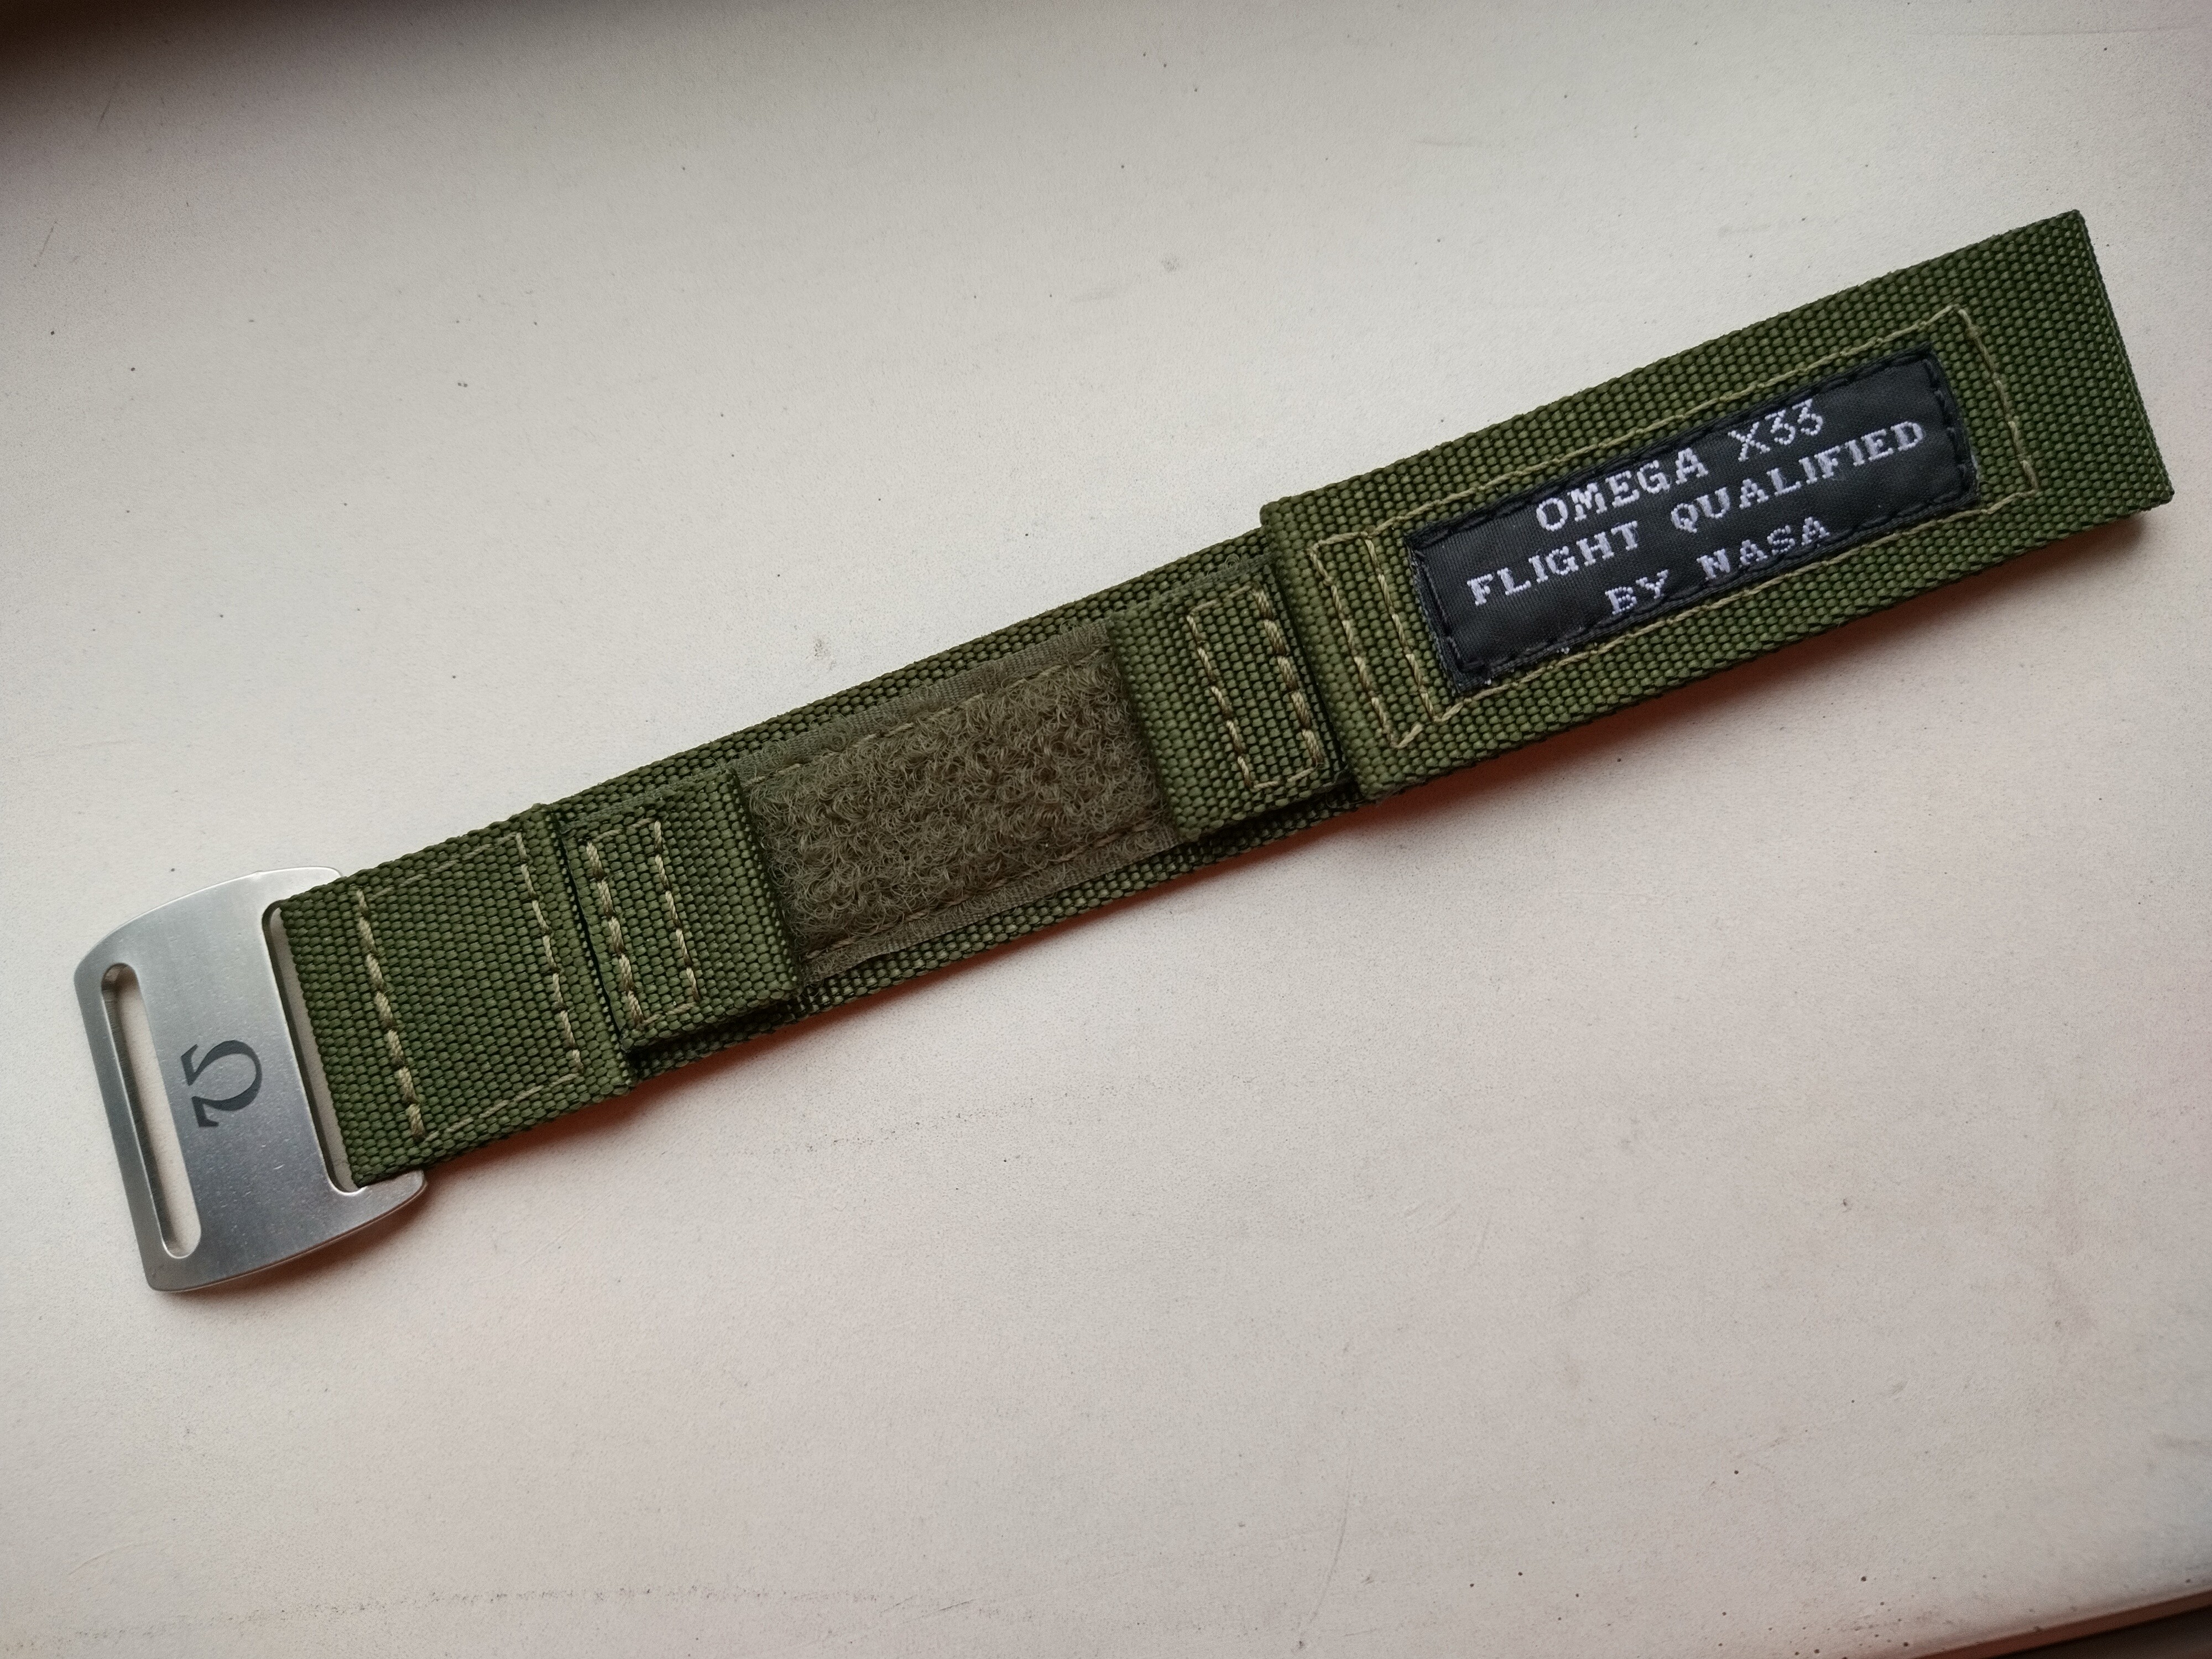 OMEGA X33
FLIGHT QUALIFIED
BY NASA
Ω